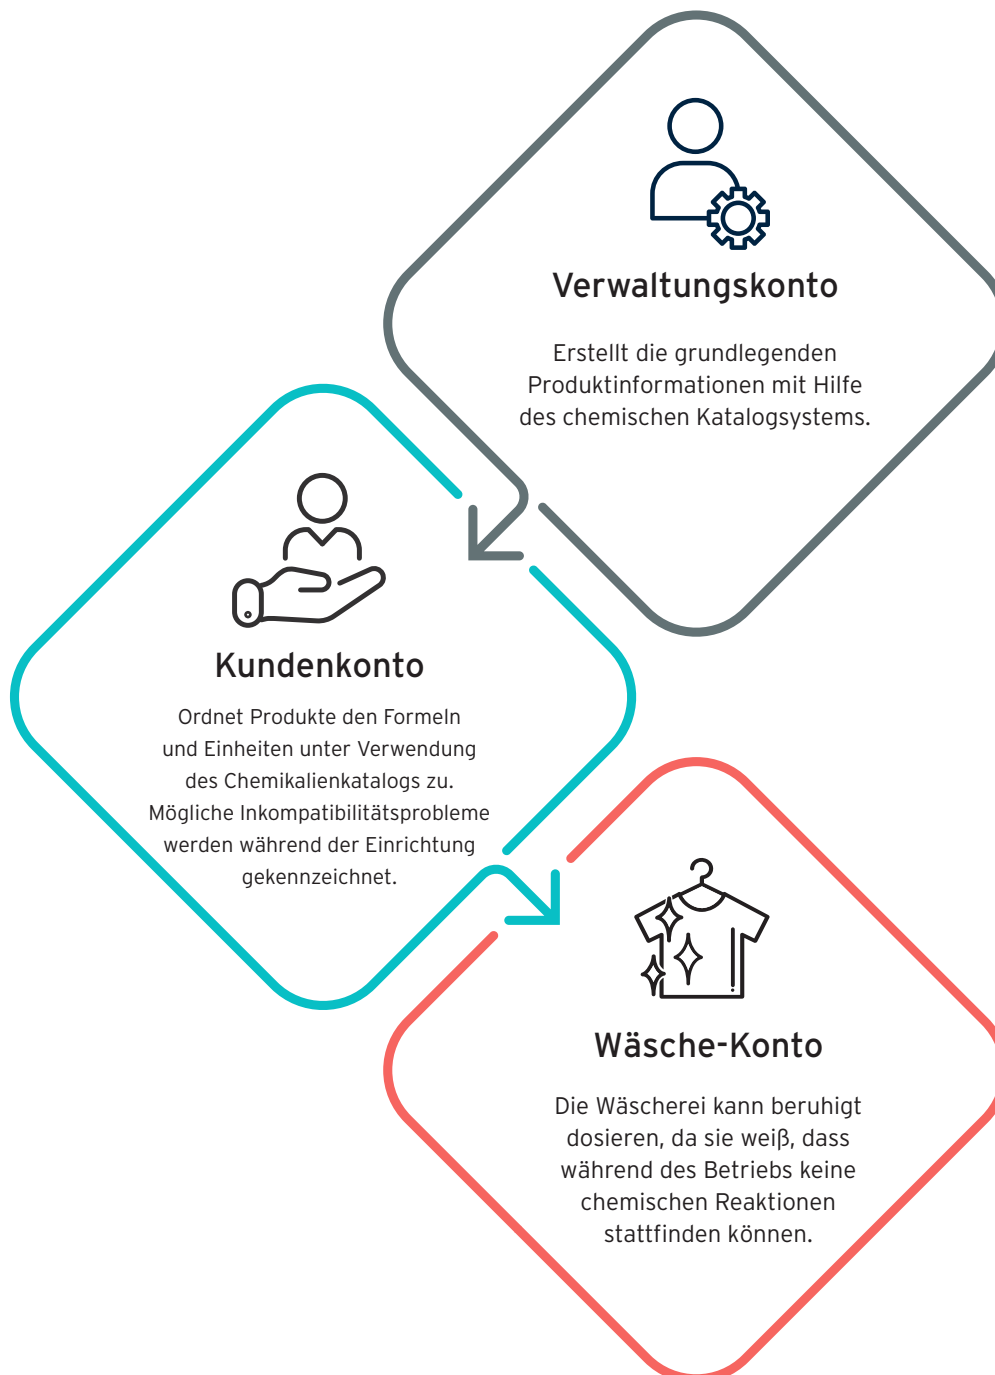 Verwaltungskonto
Erstellt die grundlegenden
Produktinformationen mit Hilfe
des chemischen Katalogsystems.
Kundenkonto
Ordnet Produkte den Formeln
und Einheiten unter Verwendung
des Chemikalienkatalogs zu.
Mögliche Inkompatibilitätsprobleme
werden während der Einrichtung
gekennzeichnet.
Wäsche-Konto
Die Wäscherei kann beruhigt
dosieren, da sie weiß, dass
während des Betriebs keine
chemischen Reaktionen
stattfinden können.